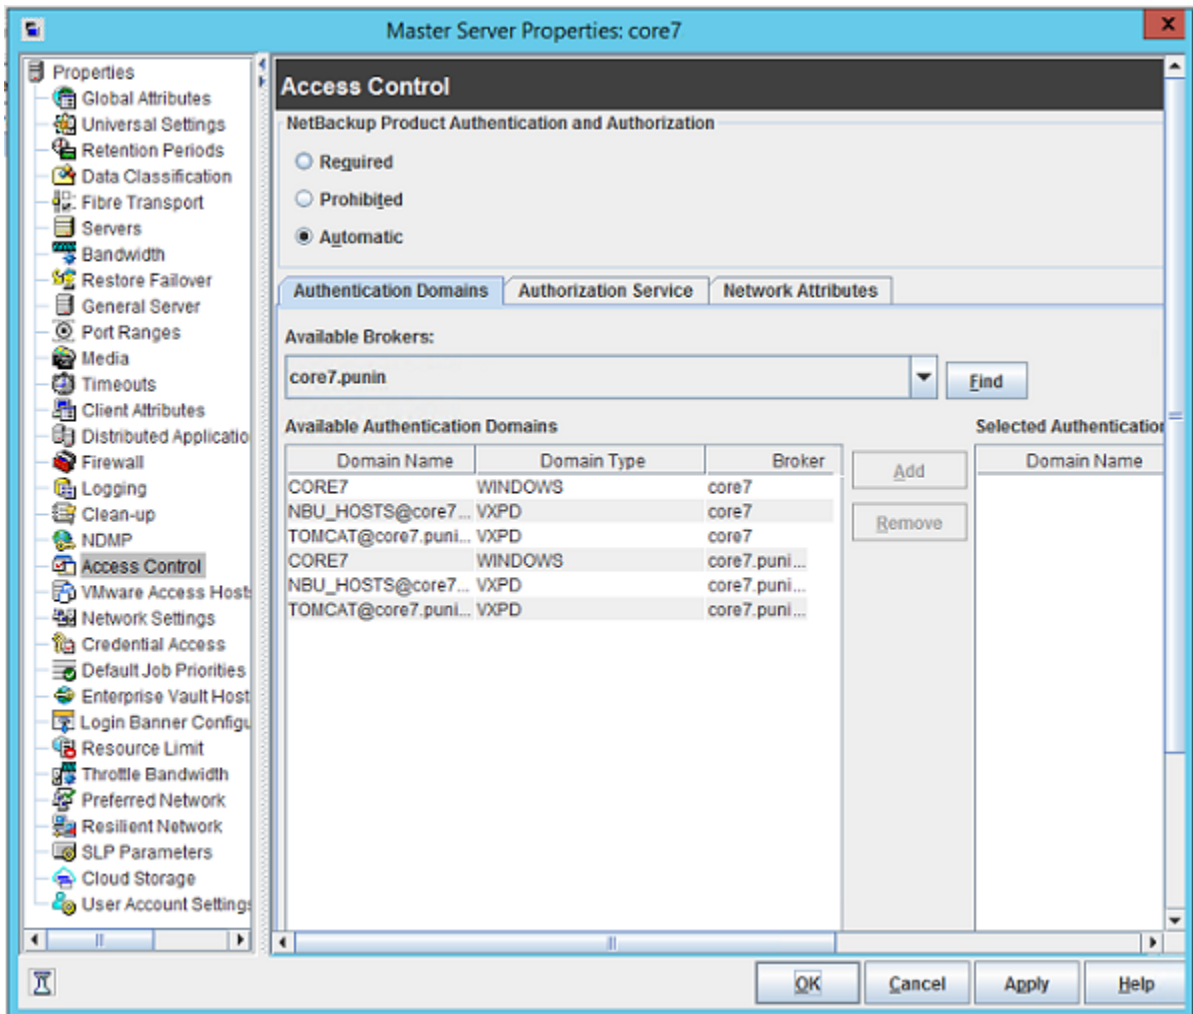 Master Server Properties: core7
Properties
Global Attributes
Universal Settings
Retention Periods
Data Classification
Fibre Transport
Servers
Bandwidth
Restore Failover
General Server
Port Ranges
Media
Timeouts
Client Attributes
Distributed Applicatio
Firewall
Logging
Clean-up
NDMP
Access Control
VMware Access Host
Network Settings
Credential Access
Default Job Priorities
Enterprise Vault Host
Login Banner Configu
Resource Limit
Throttle Bandwidth
Preferred Network
Resilient Network
SLP Parameters
Cloud Storage
User Account Settings
Access Control
NetBackup Product Authentication and Authorization
Required
Prohibited
Automatic
Authentication Domains Authorization Service Network Attributes
Available Brokers:
core7.punin Find
Available Authentication Domains Selected Authentication
Domain Name Domain Type Broker Add Domain Name
CORE7 WINDOWS core7
NBU_HOSTS@core7... VXPD core7 Remove
TOMCAT@core7.puni... VXPD core7
CORE7 WINDOWS core7.puni...
NBU_HOSTS@core7... VXPD core7.puni...
TOMCAT@core7.puni... VXPD core7.puni...
OK Cancel Apply Help